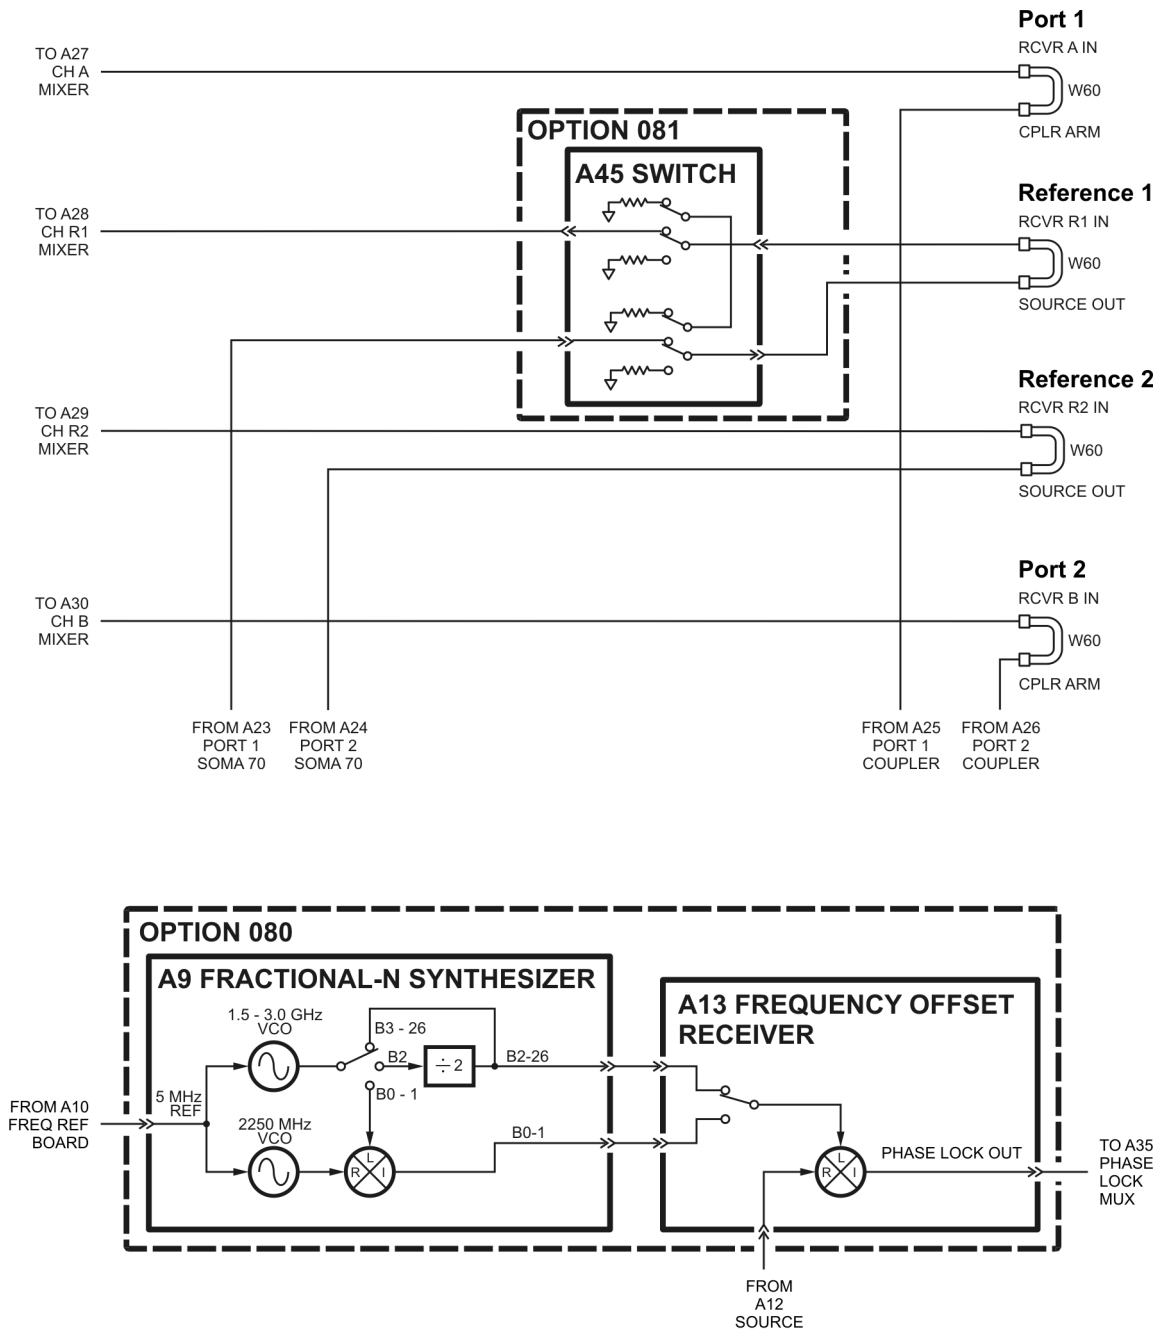 Port 1
RCVR A IN
TO A27
CH A
MIXER
W60
CPLR ARM
OPTION 081
A45 SWITCH
Reference 1
RCVR R1 IN
TO A28
CH R1
MIXER
W60
SOURCE OUT
Reference 2
RCVR R2 IN
TO A29
CH R2
MIXER
W60
SOURCE OUT
Port 2
RCVR B IN
TO A30
CH B
MIXER
W60
CPLR ARM
FROM A23
PORT 1
SOMA 70
FROM A24
PORT 2
SOMA 70
FROM A25
PORT 1
COUPLER
FROM A26
PORT 2
COUPLER
OPTION 080
A9 FRACTIONAL-N SYNTHESIZER
1.5 - 3.0 GHz
VCO
B3 - 26
B2
÷ 2
B2-26
B0 - 1
5 MHz
REF
FROM A10
FREQ REF
BOARD
2250 MHz
VCO
L
R
I
B0-1
A13 FREQUENCY OFFSET
RECEIVER
L
R
I
PHASE LOCK OUT
TO A35
PHASE
LOCK
MUX
FROM
A12
SOURCE